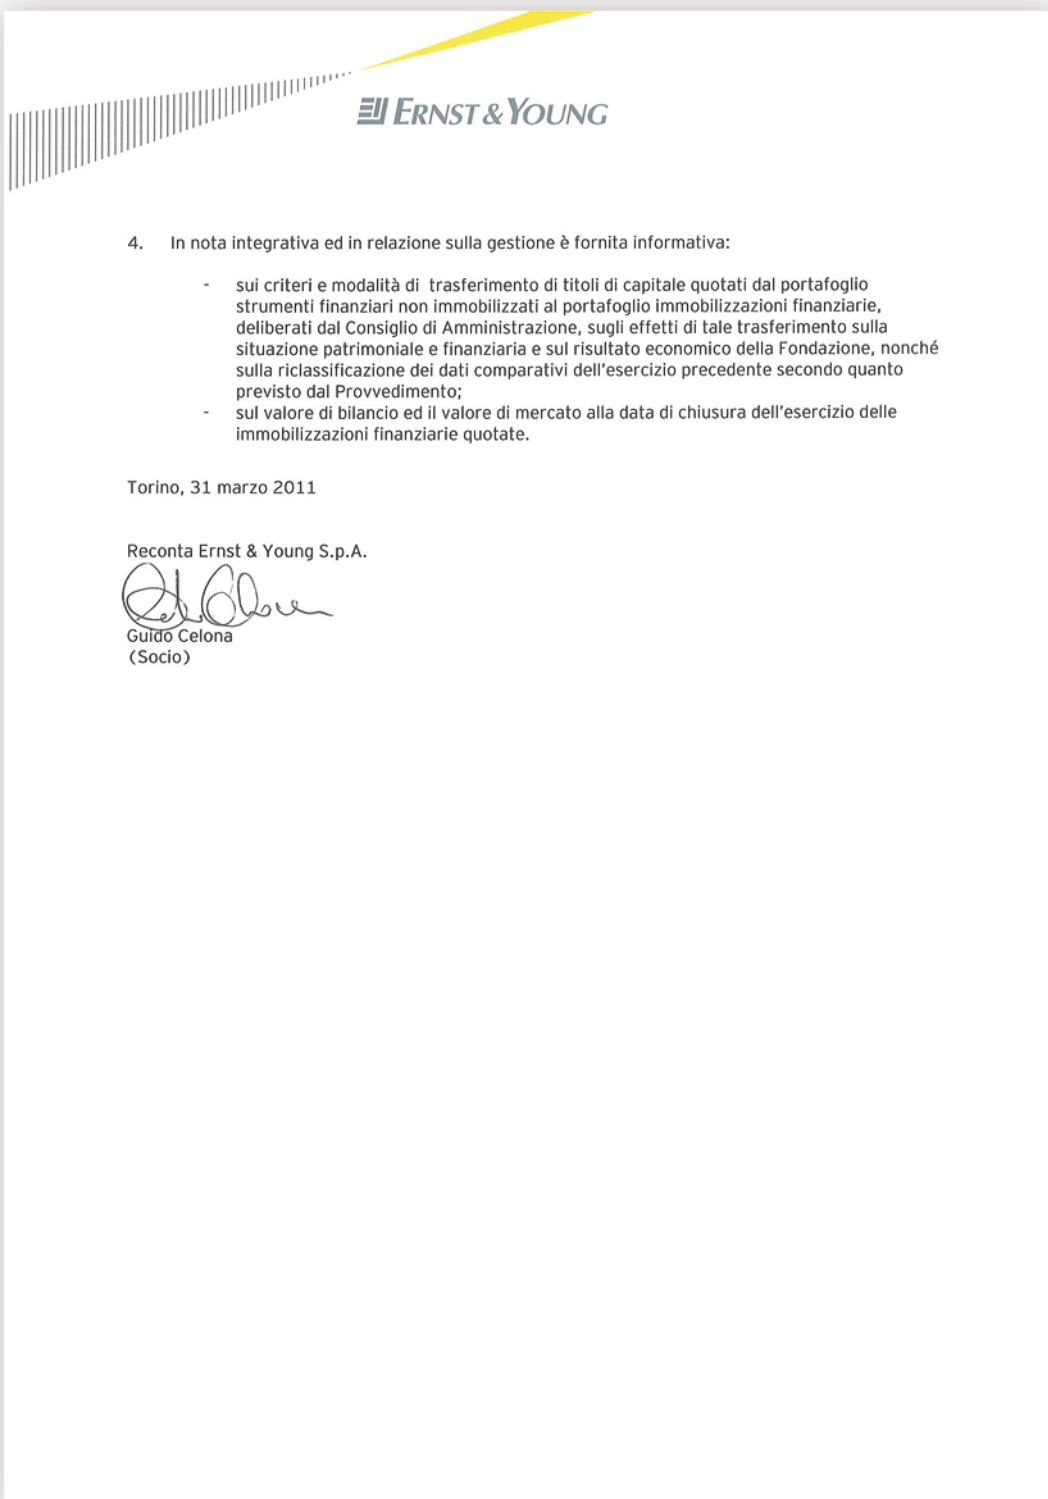 ERNST & YOUNG
4. In nota integrativa ed in relazione sulla gestione è fornita informativa:
- sui criteri e modalità di trasferimento di titoli di capitale quotati dal portafoglio
strumenti finanziari non immobilizzati al portafoglio immobilizzazioni finanziarie,
deliberati dal Consiglio di Amministrazione, sugli effetti di tale trasferimento sulla
situazione patrimoniale e finanziaria e sul risultato economico della Fondazione, nonché
sulla riclassificazione dei dati comparativi dell'esercizio precedente secondo quanto
previsto dal Provvedimento;
- sul valore di bilancio ed il valore di mercato alla data di chiusura dell'esercizio delle
immobilizzazioni finanziarie quotate.
Torino, 31 marzo 2011
Reconta Ernst & Young S.p.A.
Guido Celona
(Socio)